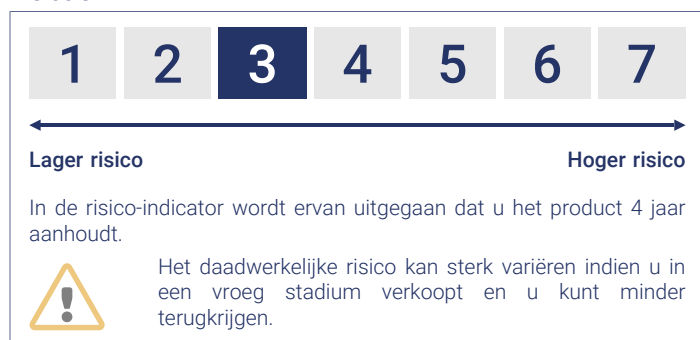 1 2 3 4 5 6 7
Lager risico Hoger risico
In de risico-indicator wordt ervan uitgegaan dat u het product 4 jaar
aanhoudt.
Het daadwerkelijke risico kan sterk variëren indien u in
een vroeg stadium verkoopt en u kunt minder
terugkrijgen.